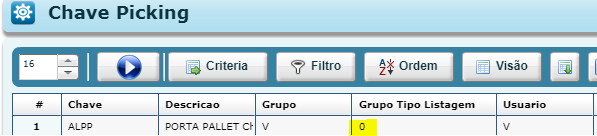 Chave Picking
16 Criteria Filtro Ordem Visão
# Chave Descricao Grupo Grupo Tipo Listagem Usuario
1 ALPP PORTA PALLET V 0 V